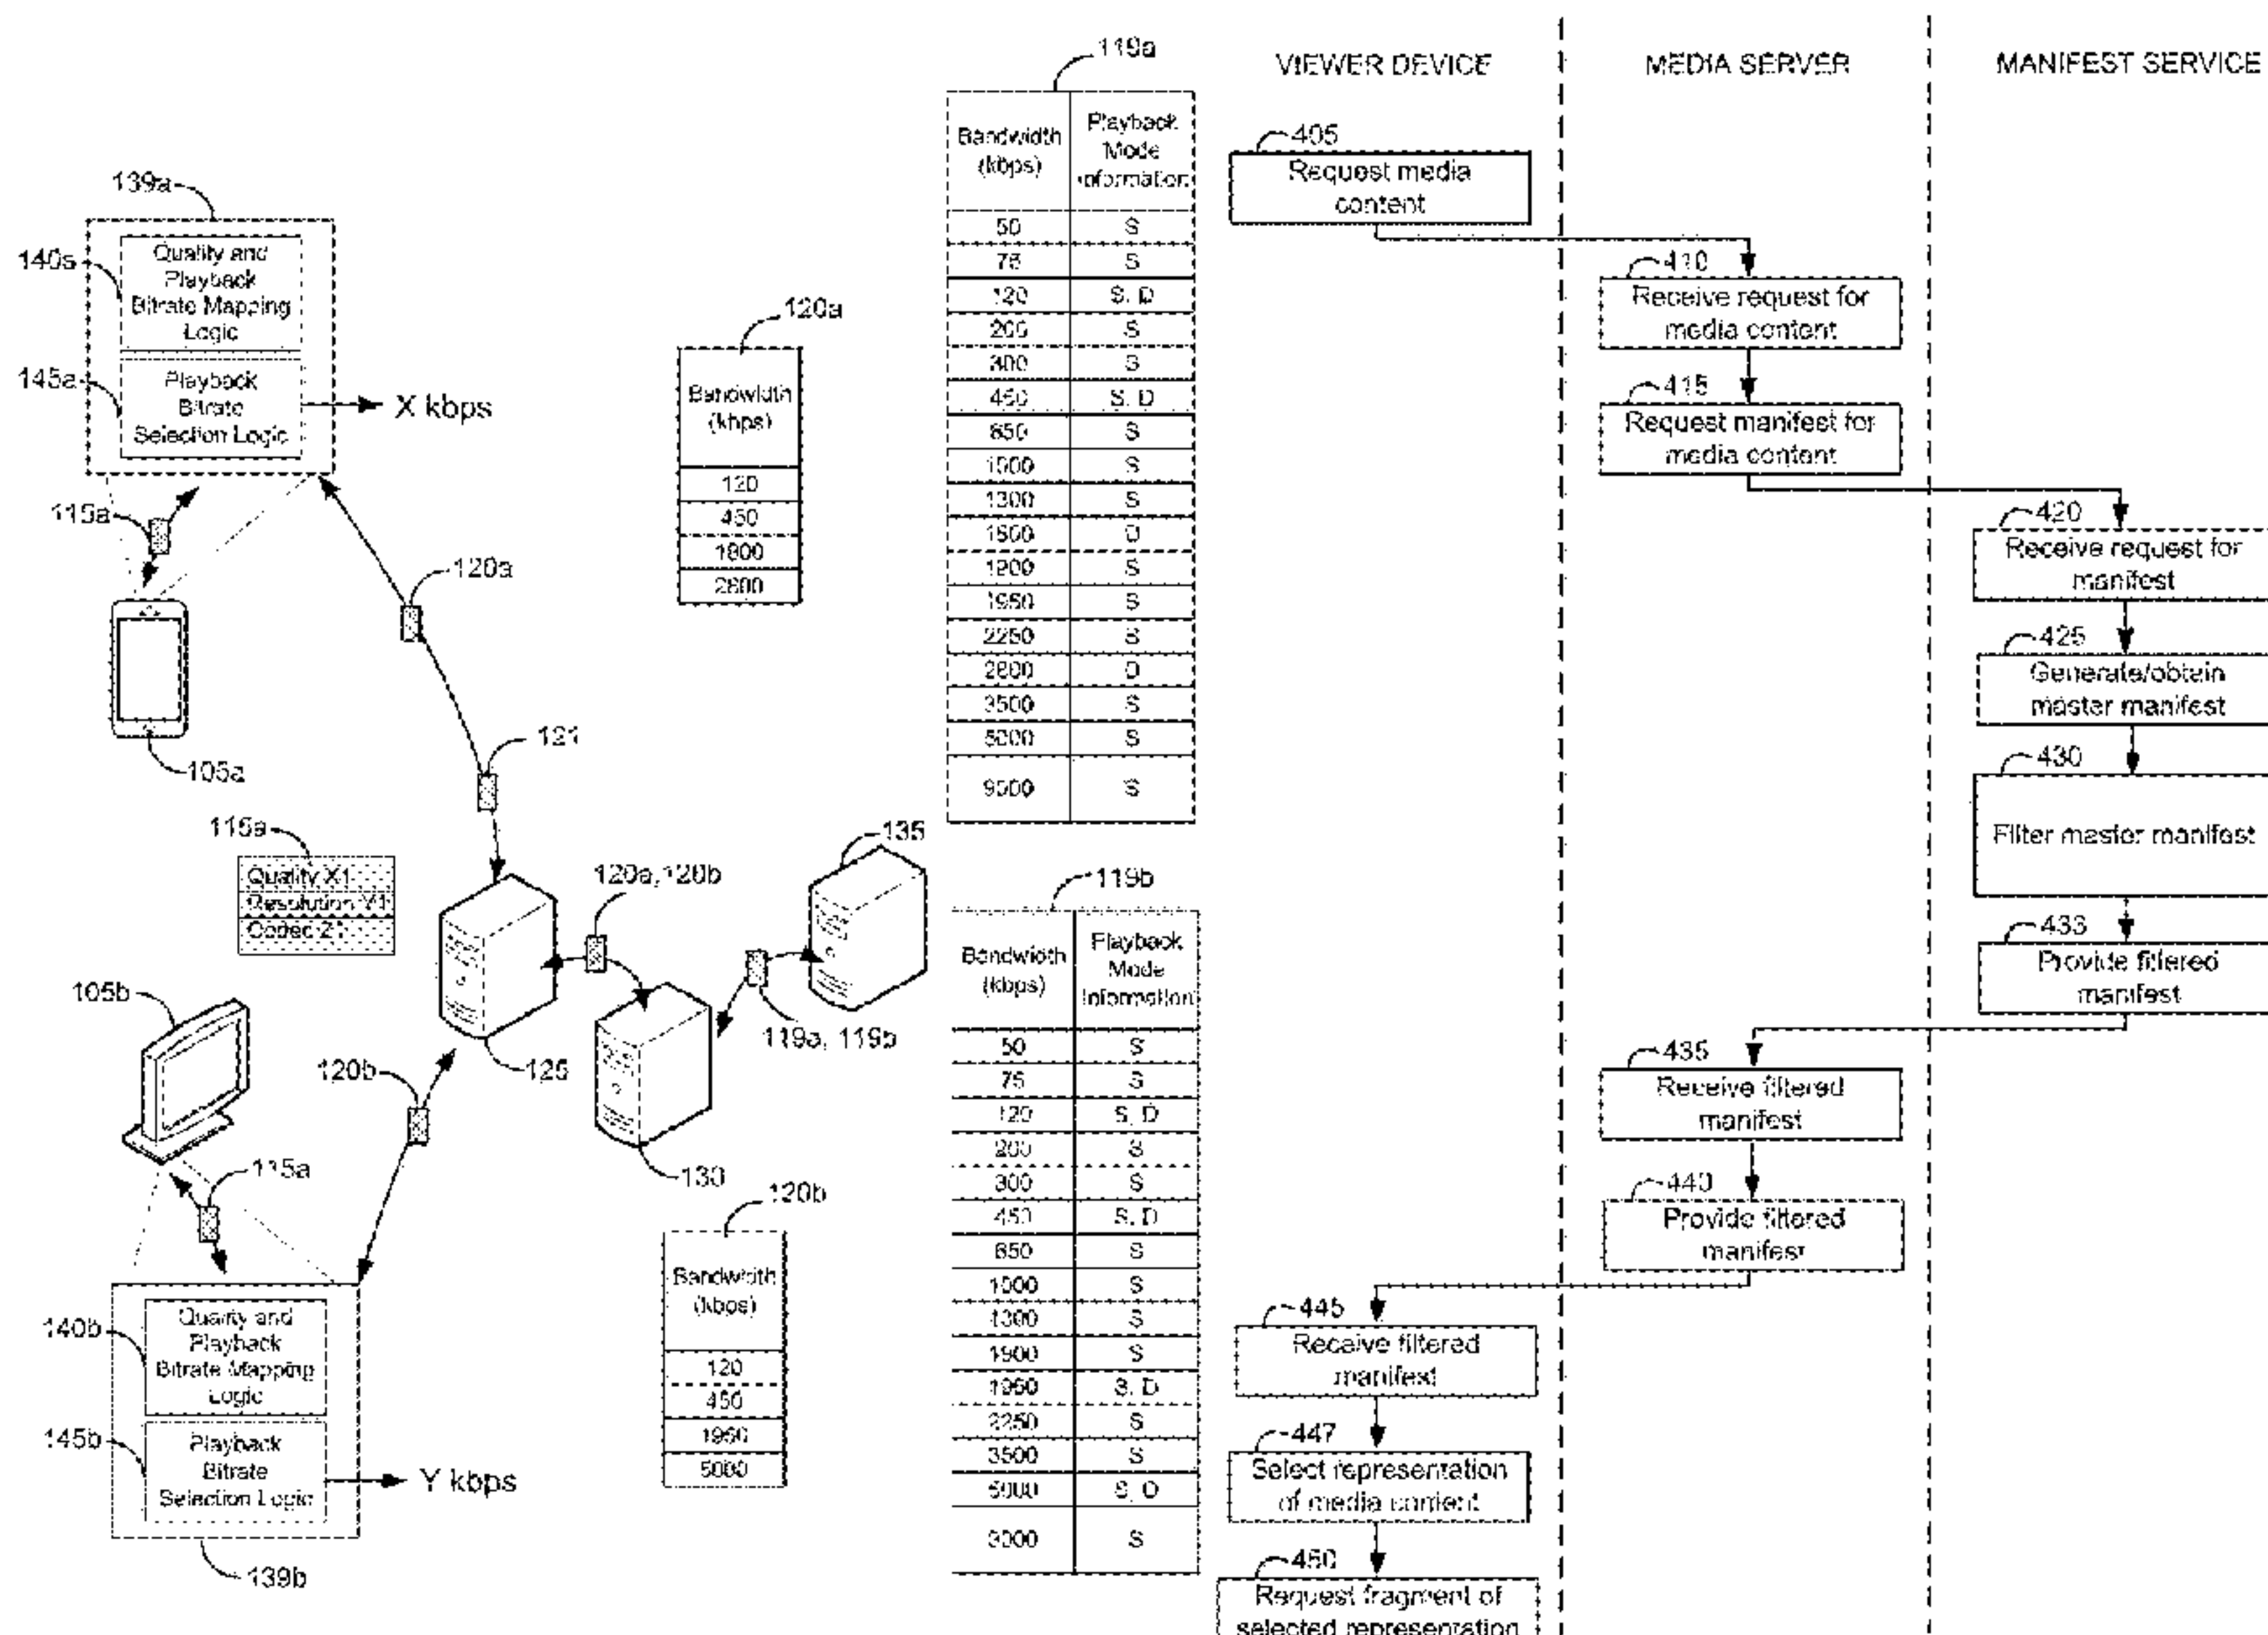 139a
Quality and
Playback
Bitrate Mapping
Logic
Playback
Bitrate
Selection Logic
X kbps
115a
105a
120a
121
120a
Bandwidth
(kbps)
120
450
1800
2800
115a
Quality X1
Resolution Y1
Codec Z1
105b
120b
125
120a, 120b
130
135
119a, 119b
115a
140b
Quality and
Playback
Bitrate Mapping
Logic
145b
Playback
Bitrate
Selection Logic
Y kbps
139b
120b
Bandwidth
(kbps)
120
450
1950
5000
119a
Bandwidth
(kbps)
Playback
Mode
Information
50 S
75 S
120 S, D
200 S
300 S
450 S, D
650 S
1000 S
1300 S
1800 D
1900 S
1950 S
2250 S
2800 D
3500 S
5000 S
S
119b
Bandwidth
(kbps)
Playback
Mode
Information
50 S
75 S
120 S, D
200 S
300 S
450 S, D
650 S
1000 S
1300 S
1900 S
1950 S, D
2250 S
3500 S
5000 S, D
S
VIEWER DEVICE
MEDIA SERVER
MANIFEST SERVICE
405
Request media
content
410
Receive request for
media content
415
Request manifest for
media content
420
Receive request for
manifest
425
Generate/obtain
master manifest
430
Filter master manifest
433
Provide filtered
manifest
435
Receive filtered
manifest
440
Provide filtered
manifest
445
Receive filtered
manifest
447
Select representation
of media content
450
Request fragment of
selected representation